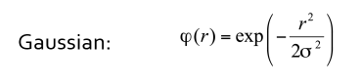 Gaussian: φ(r) = exp(−r²/2σ²)